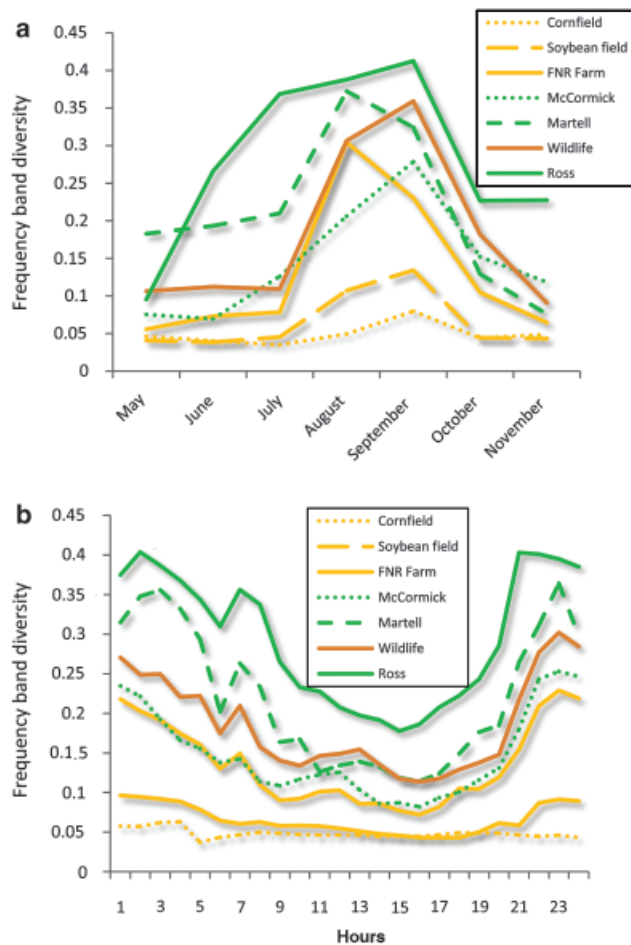 a
Cornfield
Soybean field
FNR Farm
McCormick
Martell
Wildlife
Ross
Frequency band diversity
0.45
0.4
0.35
0.3
0.25
0.2
0.15
0.1
0.05
0
May
June
July
August
September
October
November
b
Cornfield
Soybean field
FNR Farm
McCormick
Martell
Wildlife
Ross
Frequency band diversity
0.45
0.4
0.35
0.3
0.25
0.2
0.15
0.1
0.05
0
1 3 5 7 9 11 13 15 17 19 21 23
Hours